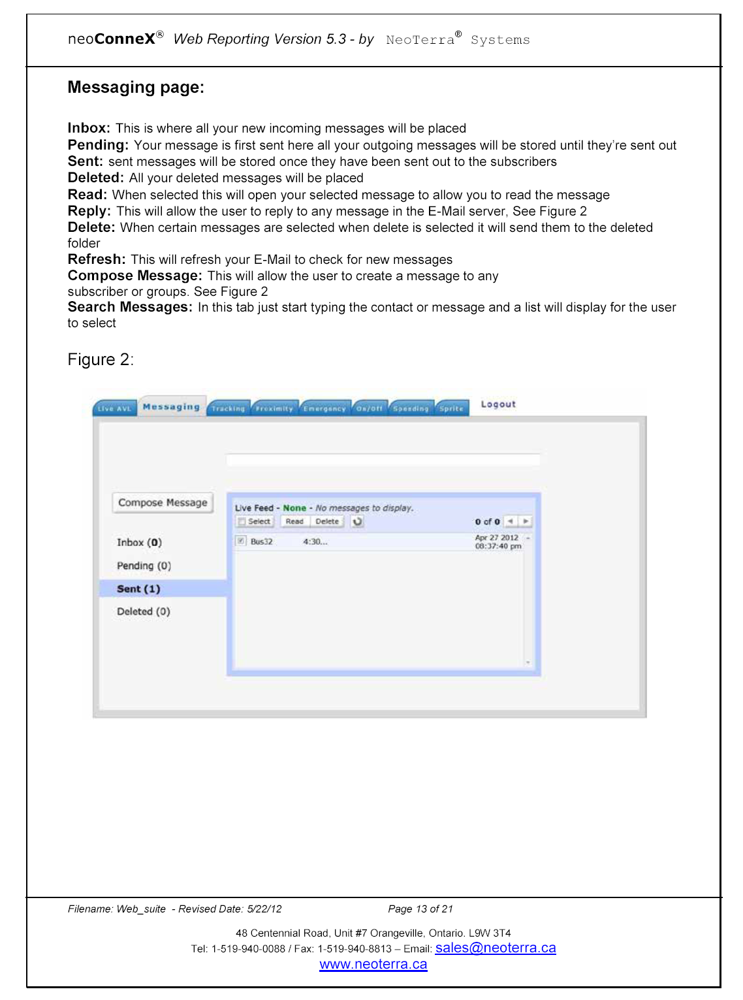 neoConneX® Web Reporting Version 5.3 - by NeoTerra® Systems
Messaging page:
Inbox: This is where all your new incoming messages will be placed
Pending: Your message is first sent here all your outgoing messages will be stored until they're sent out
Sent: sent messages will be stored once they have been sent out to the subscribers
Deleted: All your deleted messages will be placed
Read: When selected this will open your selected message to allow you to read the message
Reply: This will allow the user to reply to any message in the E-Mail server, See Figure 2
Delete: When certain messages are selected when delete is selected it will send them to the deleted
folder
Refresh: This will refresh your E-Mail to check for new messages
Compose Message: This will allow the user to create a message to any
subscriber or groups. See Figure 2
Search Messages: In this tab just start typing the contact or message and a list will display for the user
to select
Figure 2:
Live AVL Messaging Tracking Proximity Emergency On/Off Speeding Sprite Logout
Compose Message
Live Feed - None - No messages to display.
Select Read Delete 0 of 0
Bus32 4:30... Apr 27 2012
08:37:40 pm
Inbox (0)
Pending (0)
Sent (1)
Deleted (0)
Filename: Web_suite - Revised Date: 5/22/12 Page 13 of 21
48 Centennial Road, Unit #7 Orangeville, Ontario. L9W 3T4
Tel: 1-519-940-0088 / Fax: 1-519-940-8813 – Email: sales@neoterra.ca
www.neoterra.ca